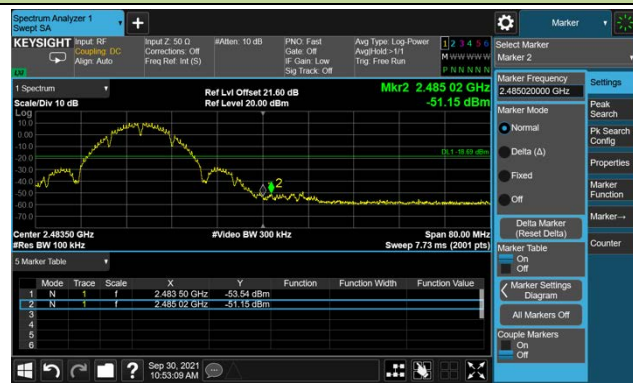 Spectrum Analyzer 1
Swept SA
Marker
KEYSIGHT
Input: RF
Coupling: DC
Align: Auto
Input Z: 50 Ω
Corrections: Off
Freq Ref: Int (S)
#Atten: 10 dB
PNO: Fast
Gate: Off
IF Gain: Low
Sig Track: Off
Avg Type: Log-Power
Avg|Hold:>1/1
Trig: Free Run
1 2 3 4 5 6
M W W W W W
P N N N N N
Select Marker
Marker 2
1 Spectrum
Scale/Div 10 dB
Log
Ref Lvl Offset 21.60 dB
Ref Level 20.00 dBm
Mkr2 2.485 02 GHz
-51.15 dBm
10.0
0.00
-10.0
-20.0
-30.0
-40.0
-50.0
-60.0
-70.0
DL1 -18.69 dBm
2
Center 2.48350 GHz
#Res BW 100 kHz
#Video BW 300 kHz
Span 80.00 MHz
Sweep 7.73 ms (2001 pts)
5 Marker Table
Mode Trace Scale X Y Function Function Width Function Value
1 N 1 f 2.483 50 GHz -53.54 dBm
2 N 1 f 2.485 02 GHz -51.15 dBm
3
4
5
6
Marker Frequency
2.485020000 GHz
Marker Mode
Normal
Delta (Δ)
Fixed
Off
Delta Marker
(Reset Delta)
Marker Table
On
Off
Marker Settings
Diagram
All Markers Off
Couple Markers
On
Off
Settings
Peak
Search
Pk Search
Config
Properties
Marker
Function
Marker→
Counter
Sep 30, 2021
10:53:09 AM